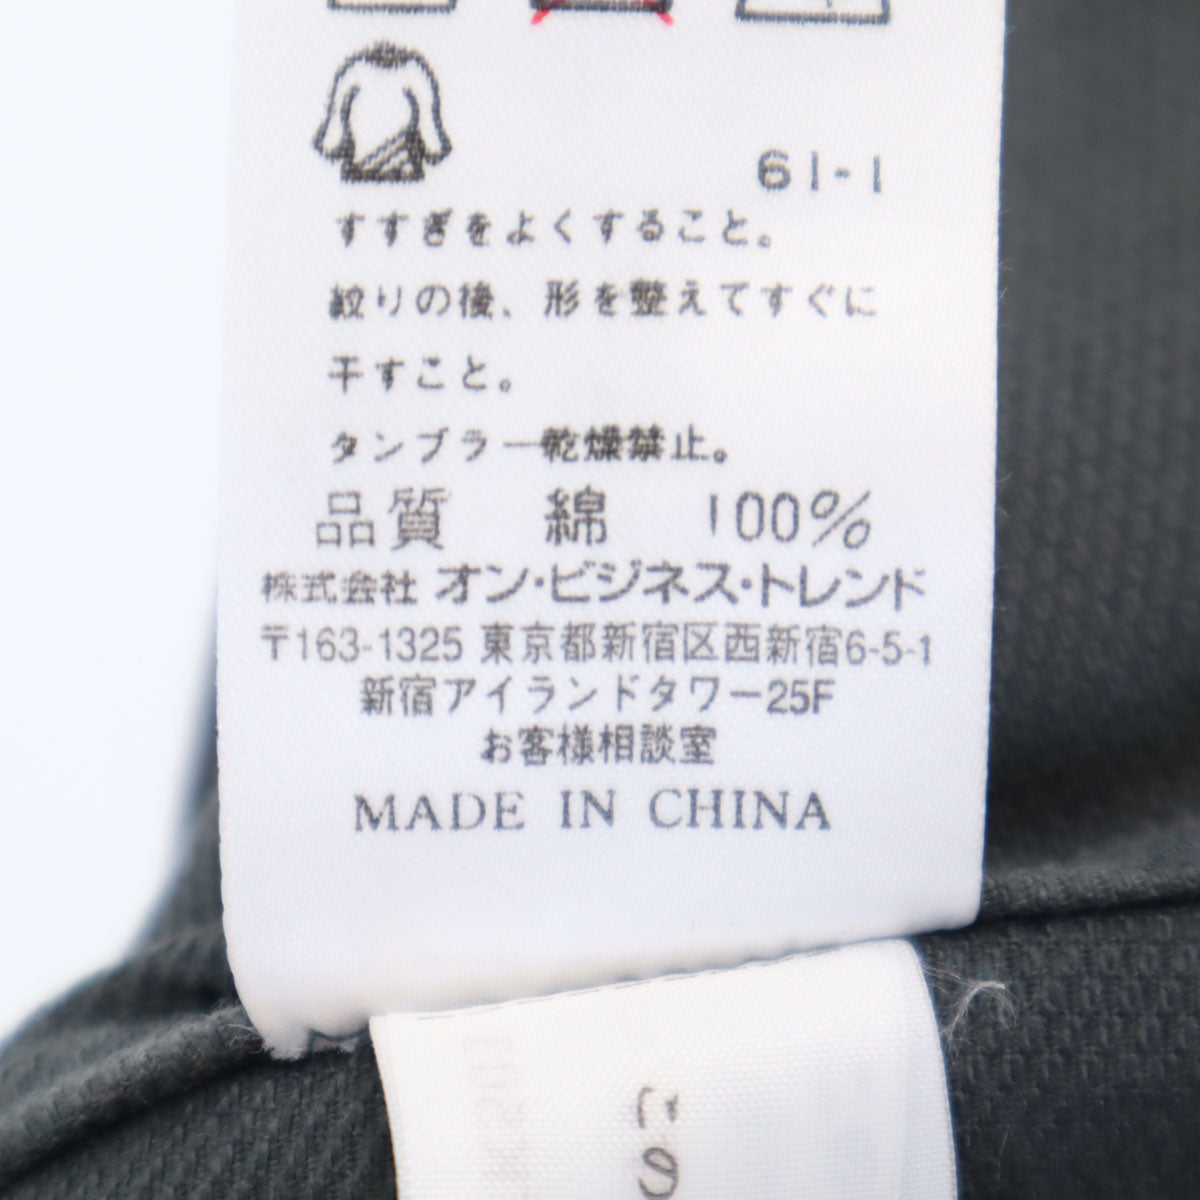 61-1
すすぎをよくすること。
絞りの後、形を整えてすぐに
干すこと。
タンブラー乾燥禁止。
品質 綿 100%
株式会社 オン・ビジネス・トレンド
〒163-1325 東京都新宿区西新宿6-5-1
新宿アイランドタワー25F
お客様相談室
MADE IN CHINA